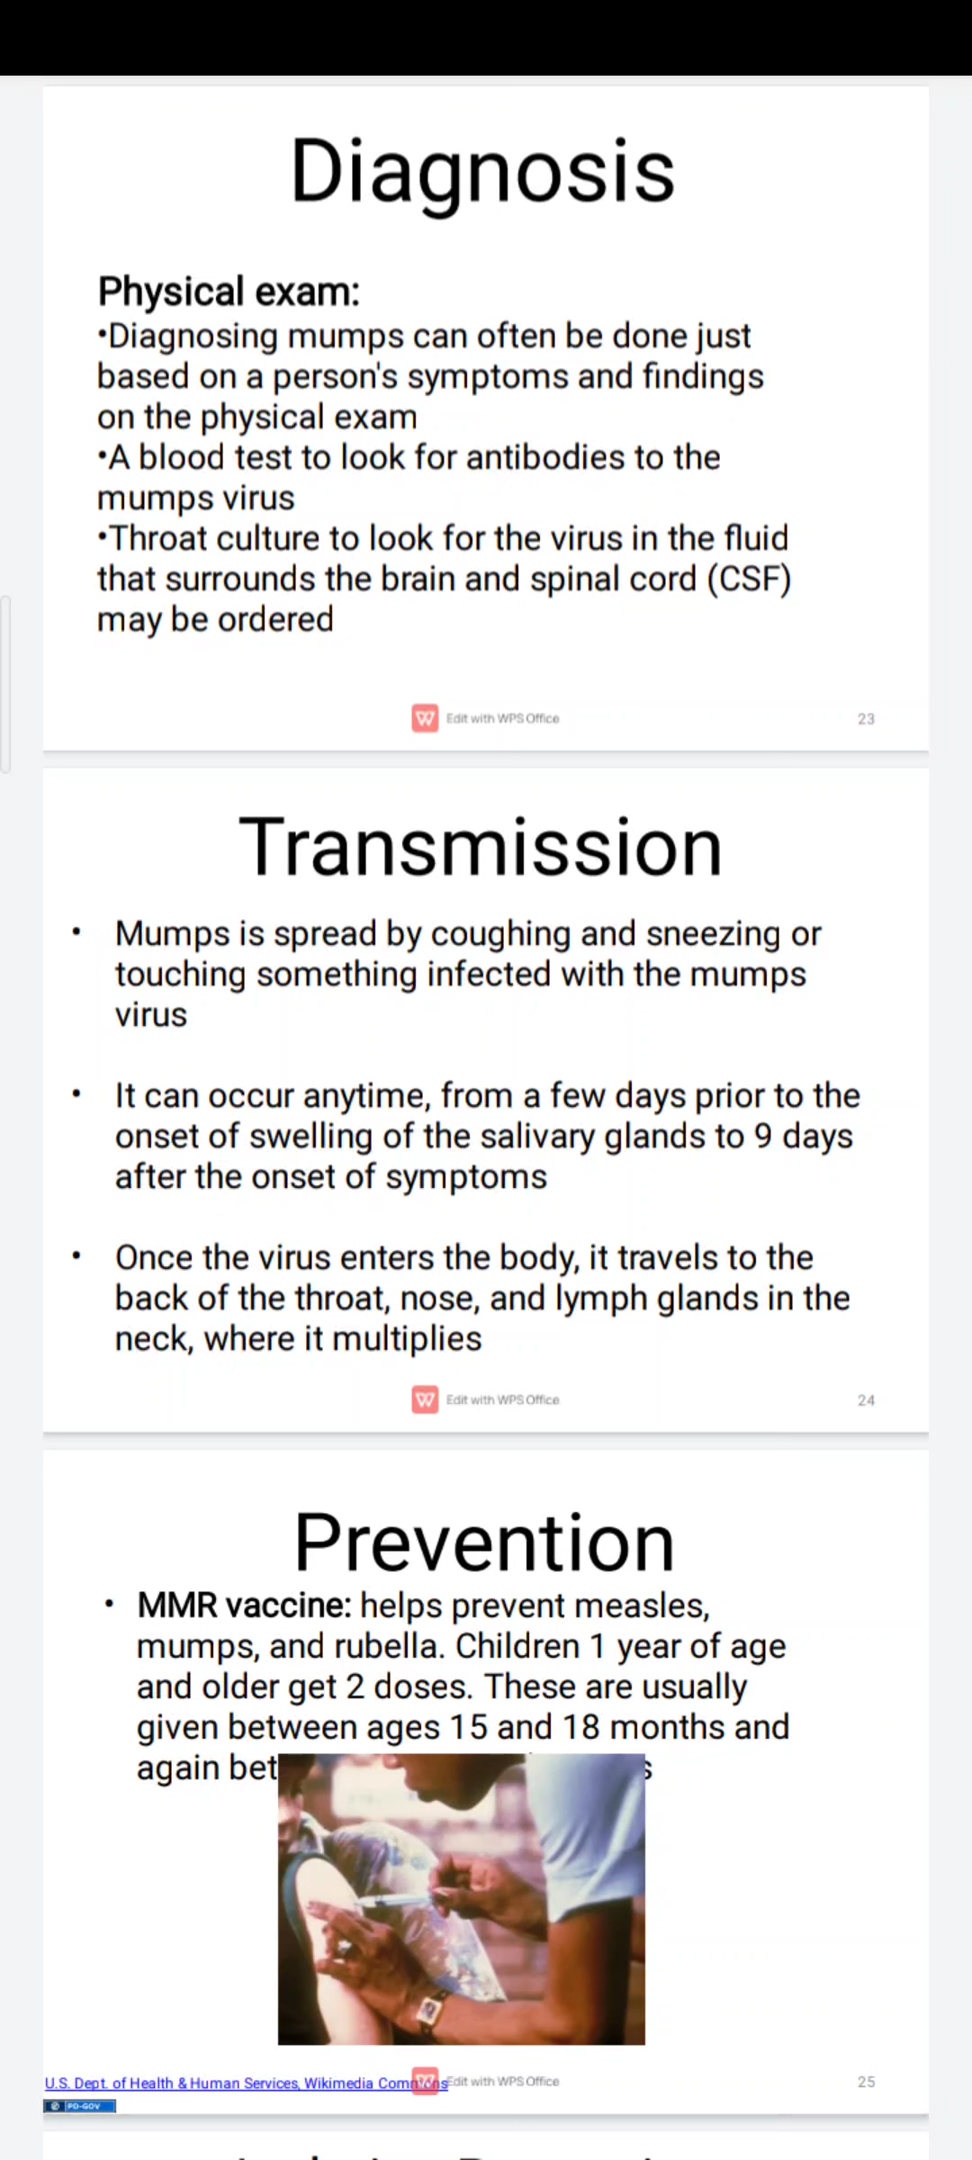 Diagnosis
Physical exam:
•Diagnosing mumps can often be done just
based on a person's symptoms and findings
on the physical exam
•A blood test to look for antibodies to the
mumps virus
•Throat culture to look for the virus in the fluid
that surrounds the brain and spinal cord (CSF)
may be ordered
Edit with WPS Office
23
Transmission
• Mumps is spread by coughing and sneezing or
touching something infected with the mumps
virus
• It can occur anytime, from a few days prior to the
onset of swelling of the salivary glands to 9 days
after the onset of symptoms
• Once the virus enters the body, it travels to the
back of the throat, nose, and lymph glands in the
neck, where it multiplies
Edit with WPS Office
24
Prevention
• MMR vaccine: helps prevent measles,
mumps, and rubella. Children 1 year of age
and older get 2 doses. These are usually
given between ages 15 and 18 months and
again
U.S. Dept. of Health & Human Services, Wikimedia Commons
Edit with WPS Office
25
PD-GOV